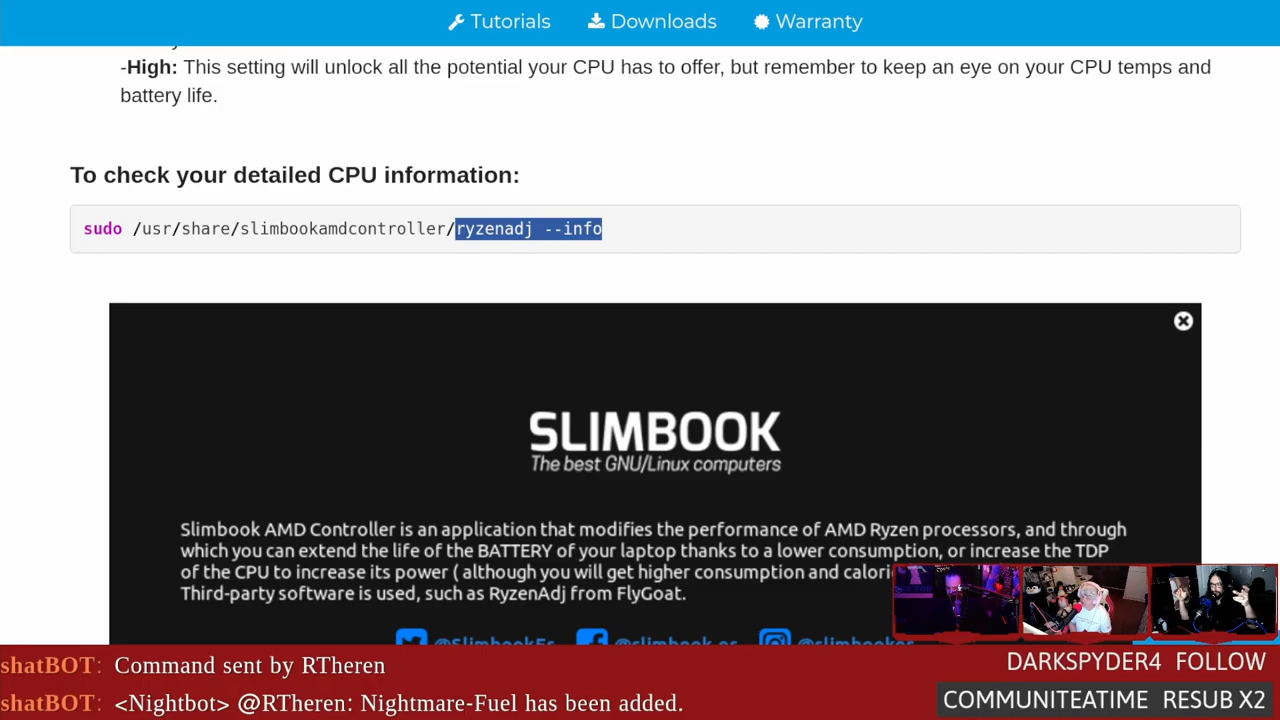 Tutorials Downloads Warranty
-High: This setting will unlock all the potential your CPU has to offer, but remember to keep an eye on your CPU temps and
battery life.
To check your detailed CPU information:
sudo /usr/share/slimbookamdcontroller/ryzenadj --info
SLIMBOOK
The best GNU/Linux computers
Slimbook AMD Controller is an application that modifies the performance of AMD Ryzen processors, and through
which you can extend the life of the BATTERY of your laptop thanks to a lower consumption, or increase the TDP
of the CPU to increase its power ( although you will get higher consumption and calori
Third-party software is used, such as RyzenAdj from FlyGoat.
@SlimbookEs @slimbook.es @slimbookes
shatBOT: Command sent by RTheren
DARKSPYDER4 FOLLOW
shatBOT: <Nightbot> @RTheren: Nightmare-Fuel has been added.
COMMUNITEATIME RESUB X2